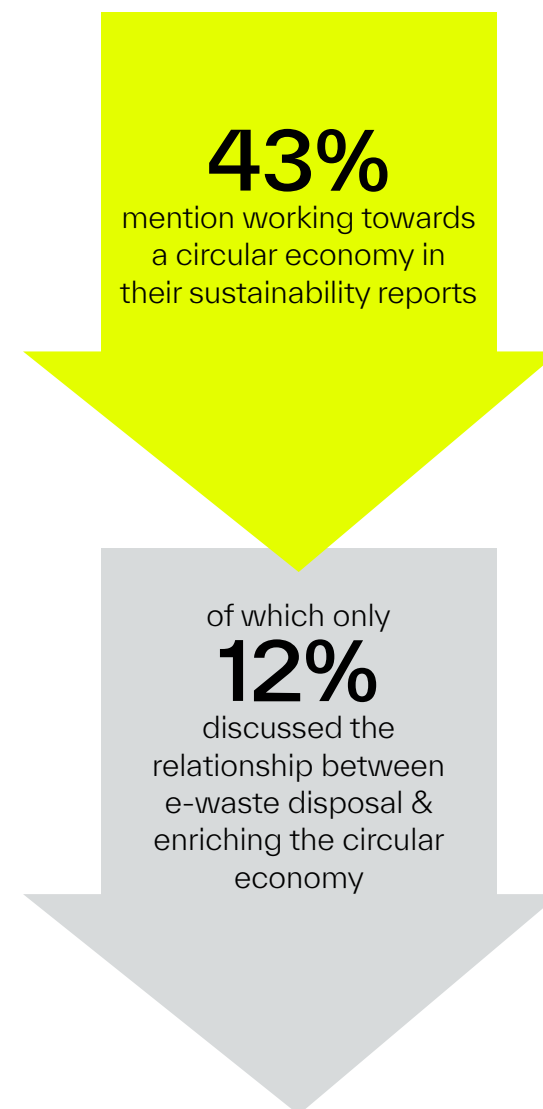 43%
mention working towards
a circular economy in
their sustainability reports
of which only
12%
discussed the
relationship between
e-waste disposal &
enriching the circular
economy